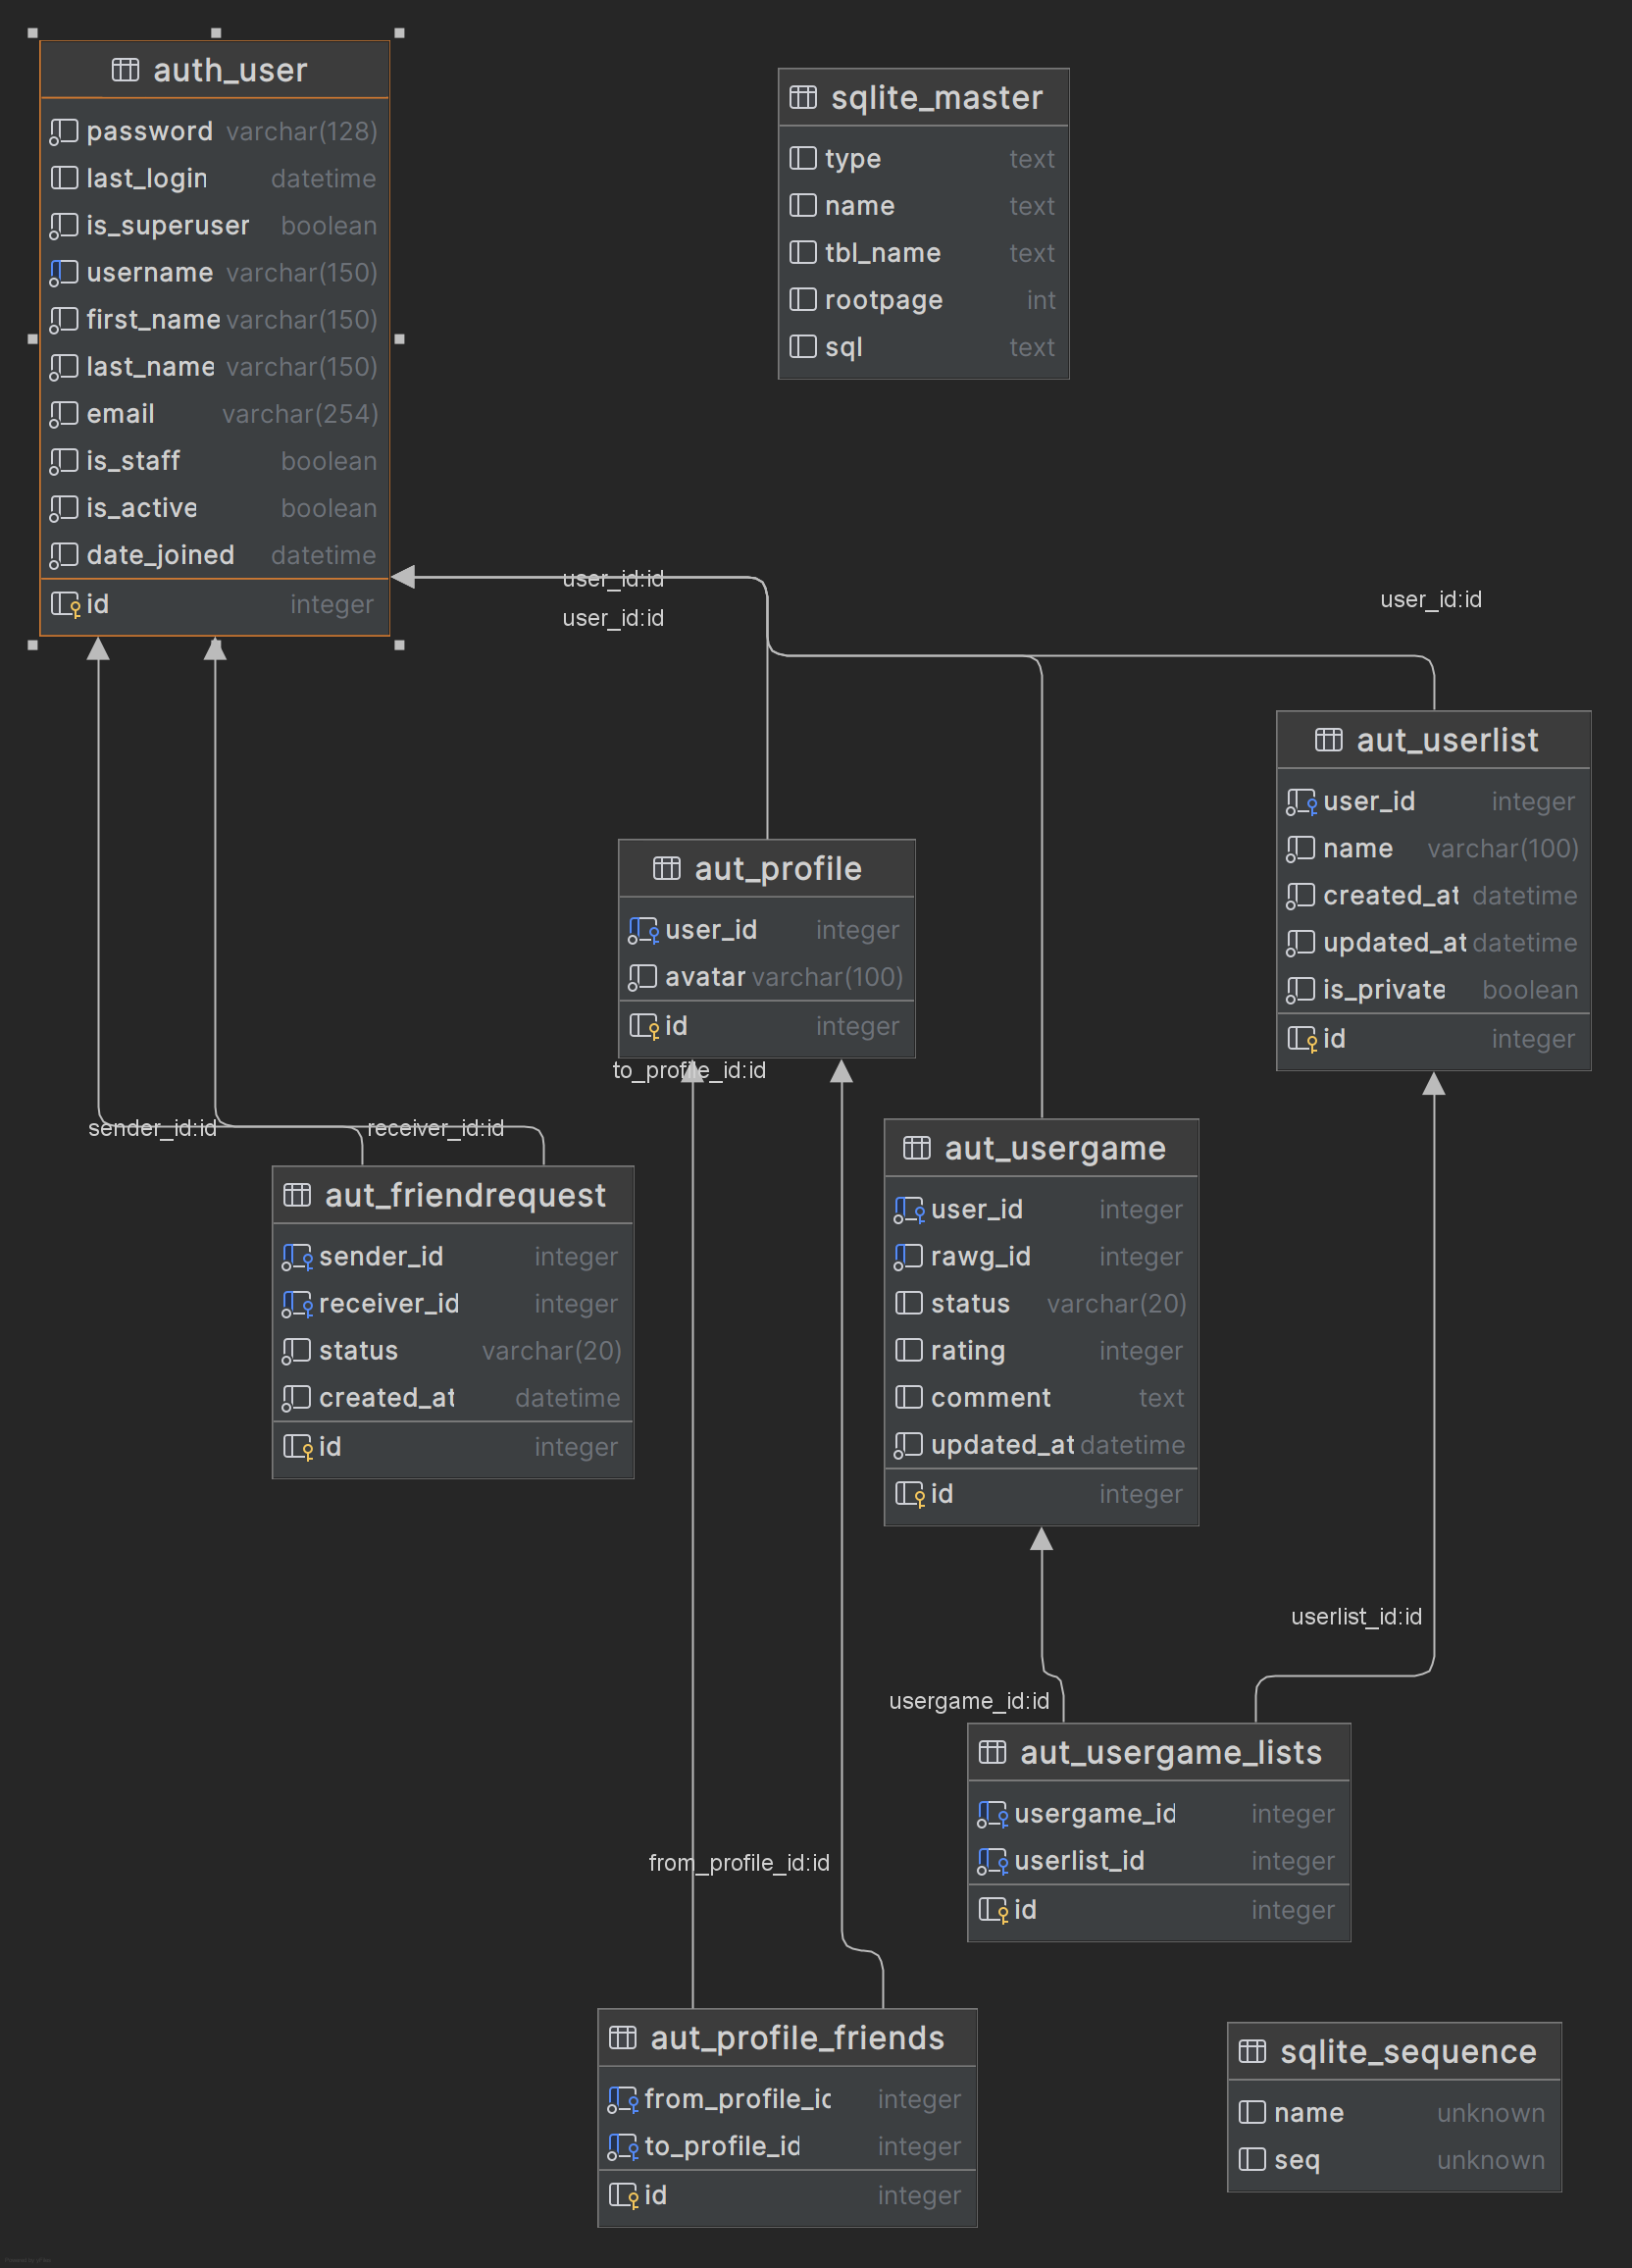 auth_user
password varchar(128)
last_login datetime
is_superuser boolean
username varchar(150)
first_name varchar(150)
last_name varchar(150)
email varchar(254)
is_staff boolean
is_active boolean
date_joined datetime
id integer
sqlite_master
type text
name text
tbl_name text
rootpage int
sql text
user_id:id
user_id:id
user_id:id
aut_userlist
user_id integer
name varchar(100)
created_at datetime
updated_at datetime
is_private boolean
id integer
aut_profile
user_id integer
avatar varchar(100)
id integer
to_profile_id:id
sender_id:id
receiver_id:id
aut_friendrequest
sender_id integer
receiver_id integer
status varchar(20)
created_at datetime
id integer
aut_usergame
user_id integer
rawg_id integer
status varchar(20)
rating integer
comment text
updated_at datetime
id integer
userlist_id:id
usergame_id:id
aut_usergame_lists
usergame_id integer
userlist_id integer
id integer
from_profile_id:id
aut_profile_friends
from_profile_id integer
to_profile_id integer
id integer
sqlite_sequence
name unknown
seq unknown